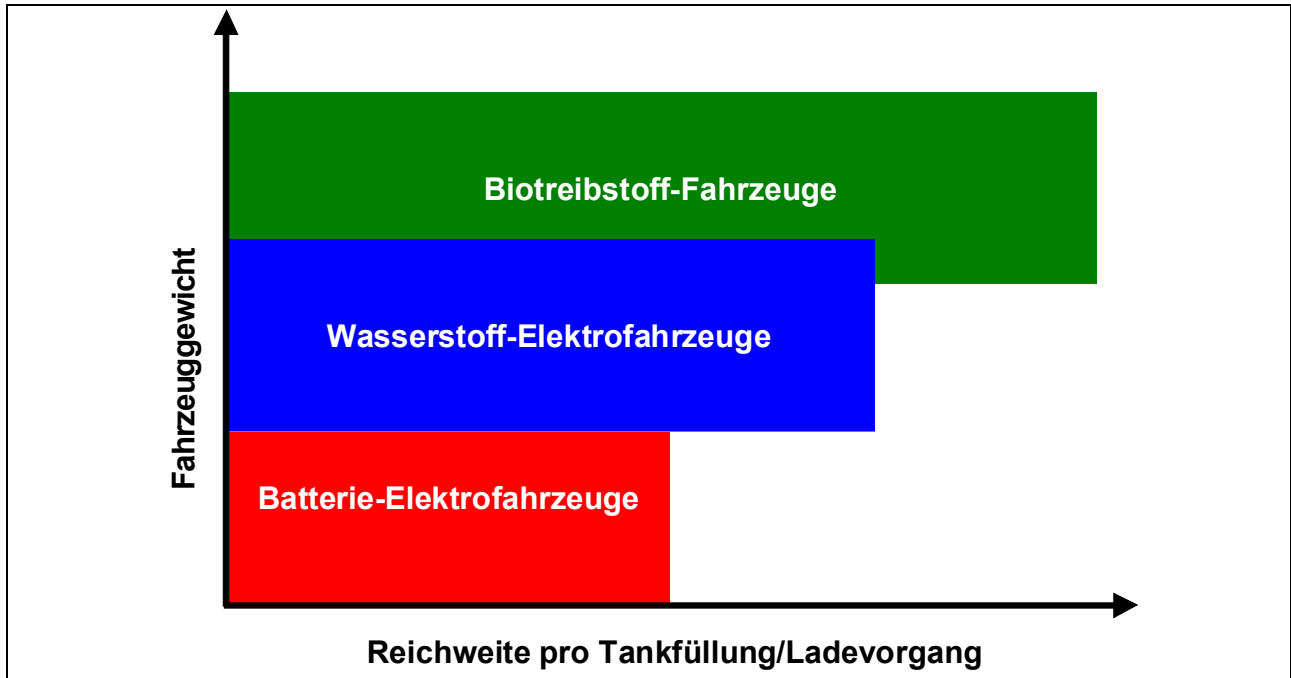 Biotreibstoff-Fahrzeuge
Wasserstoff-Elektrofahrzeuge
Batterie-Elektrofahrzeuge
Fahrzeuggewicht
Reichweite pro Tankfüllung/Ladevorgang